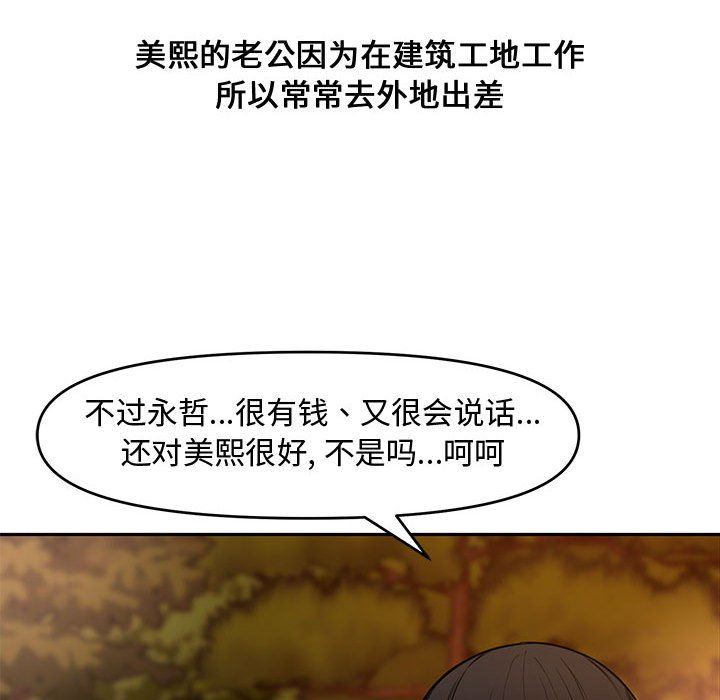 美熙的老公因为在建筑工地工作
所以常常去外地出差
不过永哲...很有钱、又很会说话...
还对美熙很好, 不是吗...呵呵